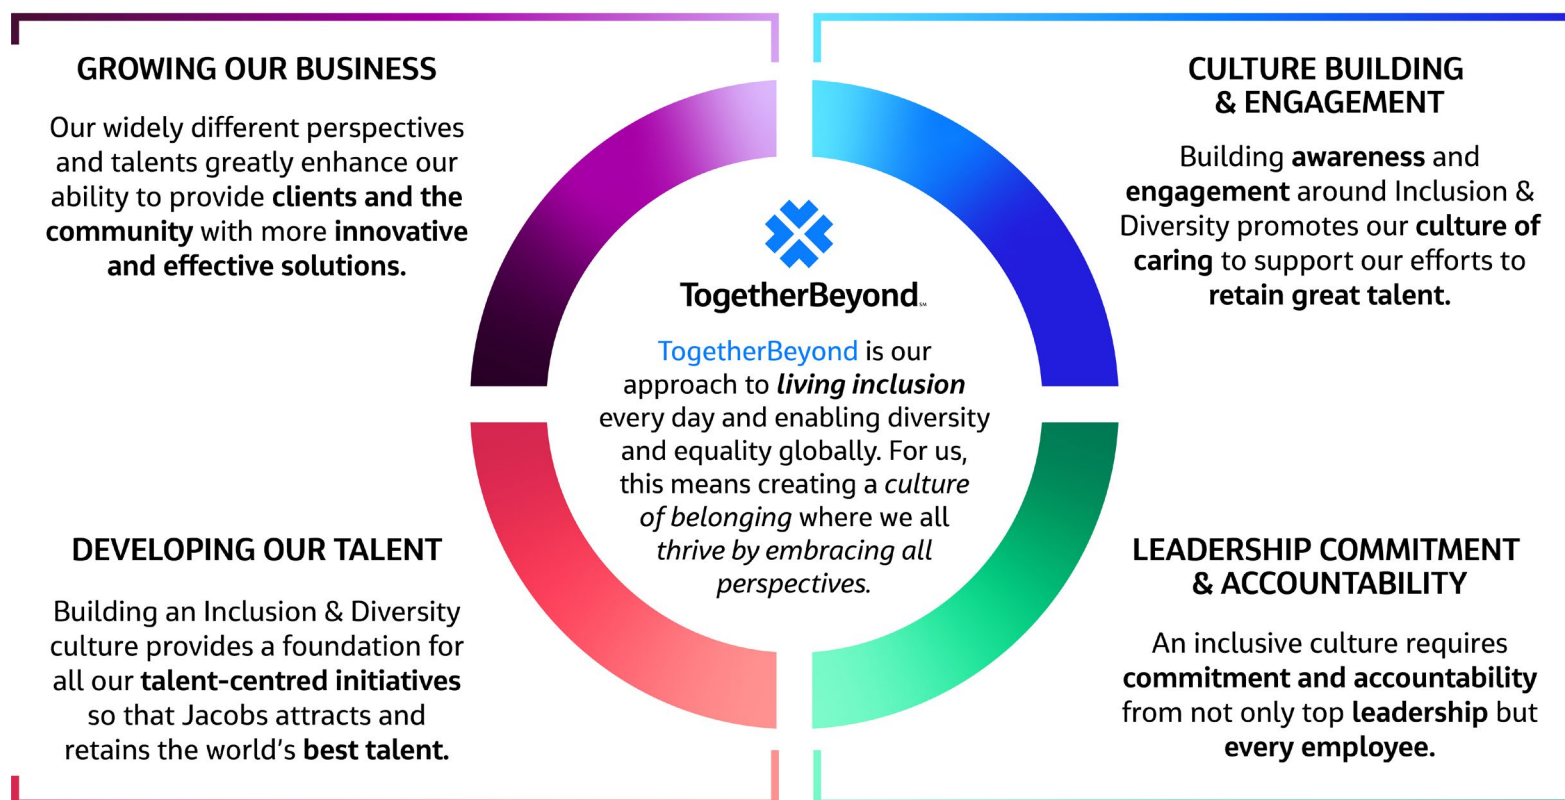 GROWING OUR BUSINESS
Our widely different perspectives
and talents greatly enhance our
ability to provide clients and the
community with more innovative
and effective solutions.
CULTURE BUILDING
& ENGAGEMENT
Building awareness and
engagement around Inclusion &
Diversity promotes our culture of
caring to support our efforts to
retain great talent.
TogetherBeyond℠
TogetherBeyond is our
approach to living inclusion
every day and enabling diversity
and equality globally. For us,
this means creating a culture
of belonging where we all
thrive by embracing all
perspectives.
DEVELOPING OUR TALENT
Building an Inclusion & Diversity
culture provides a foundation for
all our talent-centred initiatives
so that Jacobs attracts and
retains the world’s best talent.
LEADERSHIP COMMITMENT
& ACCOUNTABILITY
An inclusive culture requires
commitment and accountability
from not only top leadership but
every employee.